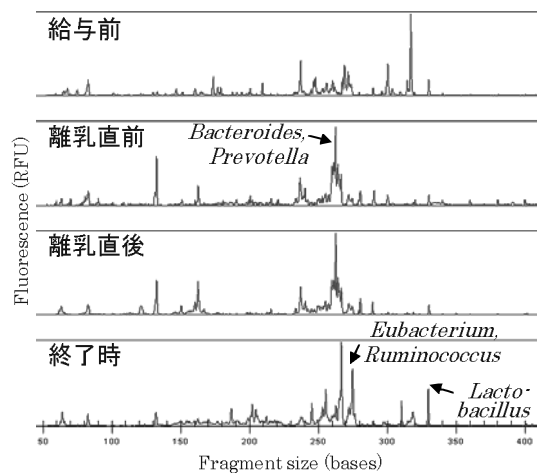 給与前
離乳直前
Bacteroides,
Prevotella
離乳直後
Eubacterium,
Ruminococcus
終了時
Lacto-
bacillus
Fluorescence (RFU)
50 100 150 200 250 300 350 400
Fragment size (bases)